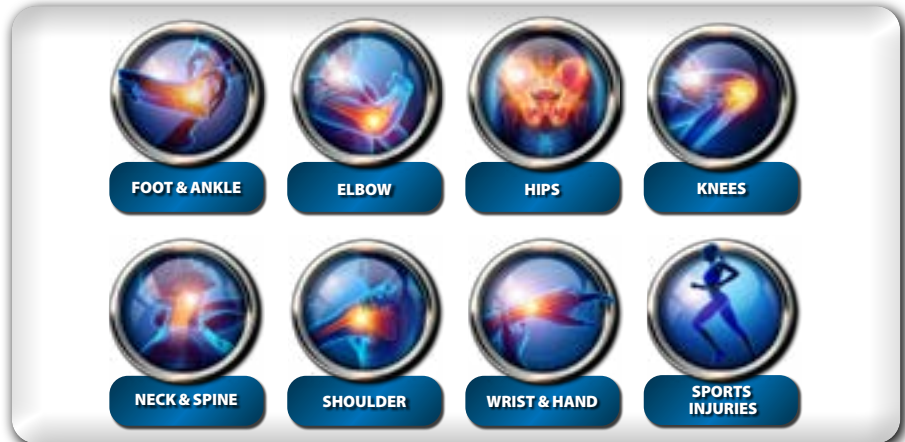 FOOT & ANKLE
ELBOW
HIPS
KNEES
NECK & SPINE
SHOULDER
WRIST & HAND
SPORTS
INJURIES